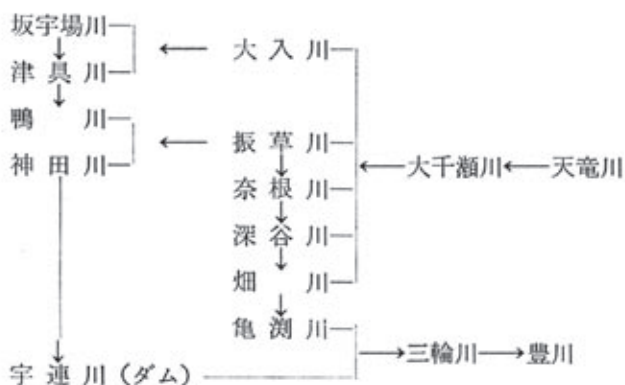 坂宇場川
大入川
津具川
鴨川
振草川
神田川
大千瀬川
天竜川
奈根川
深谷川
畑川
亀渕川
三輪川
豊川
宇連川（ダム）